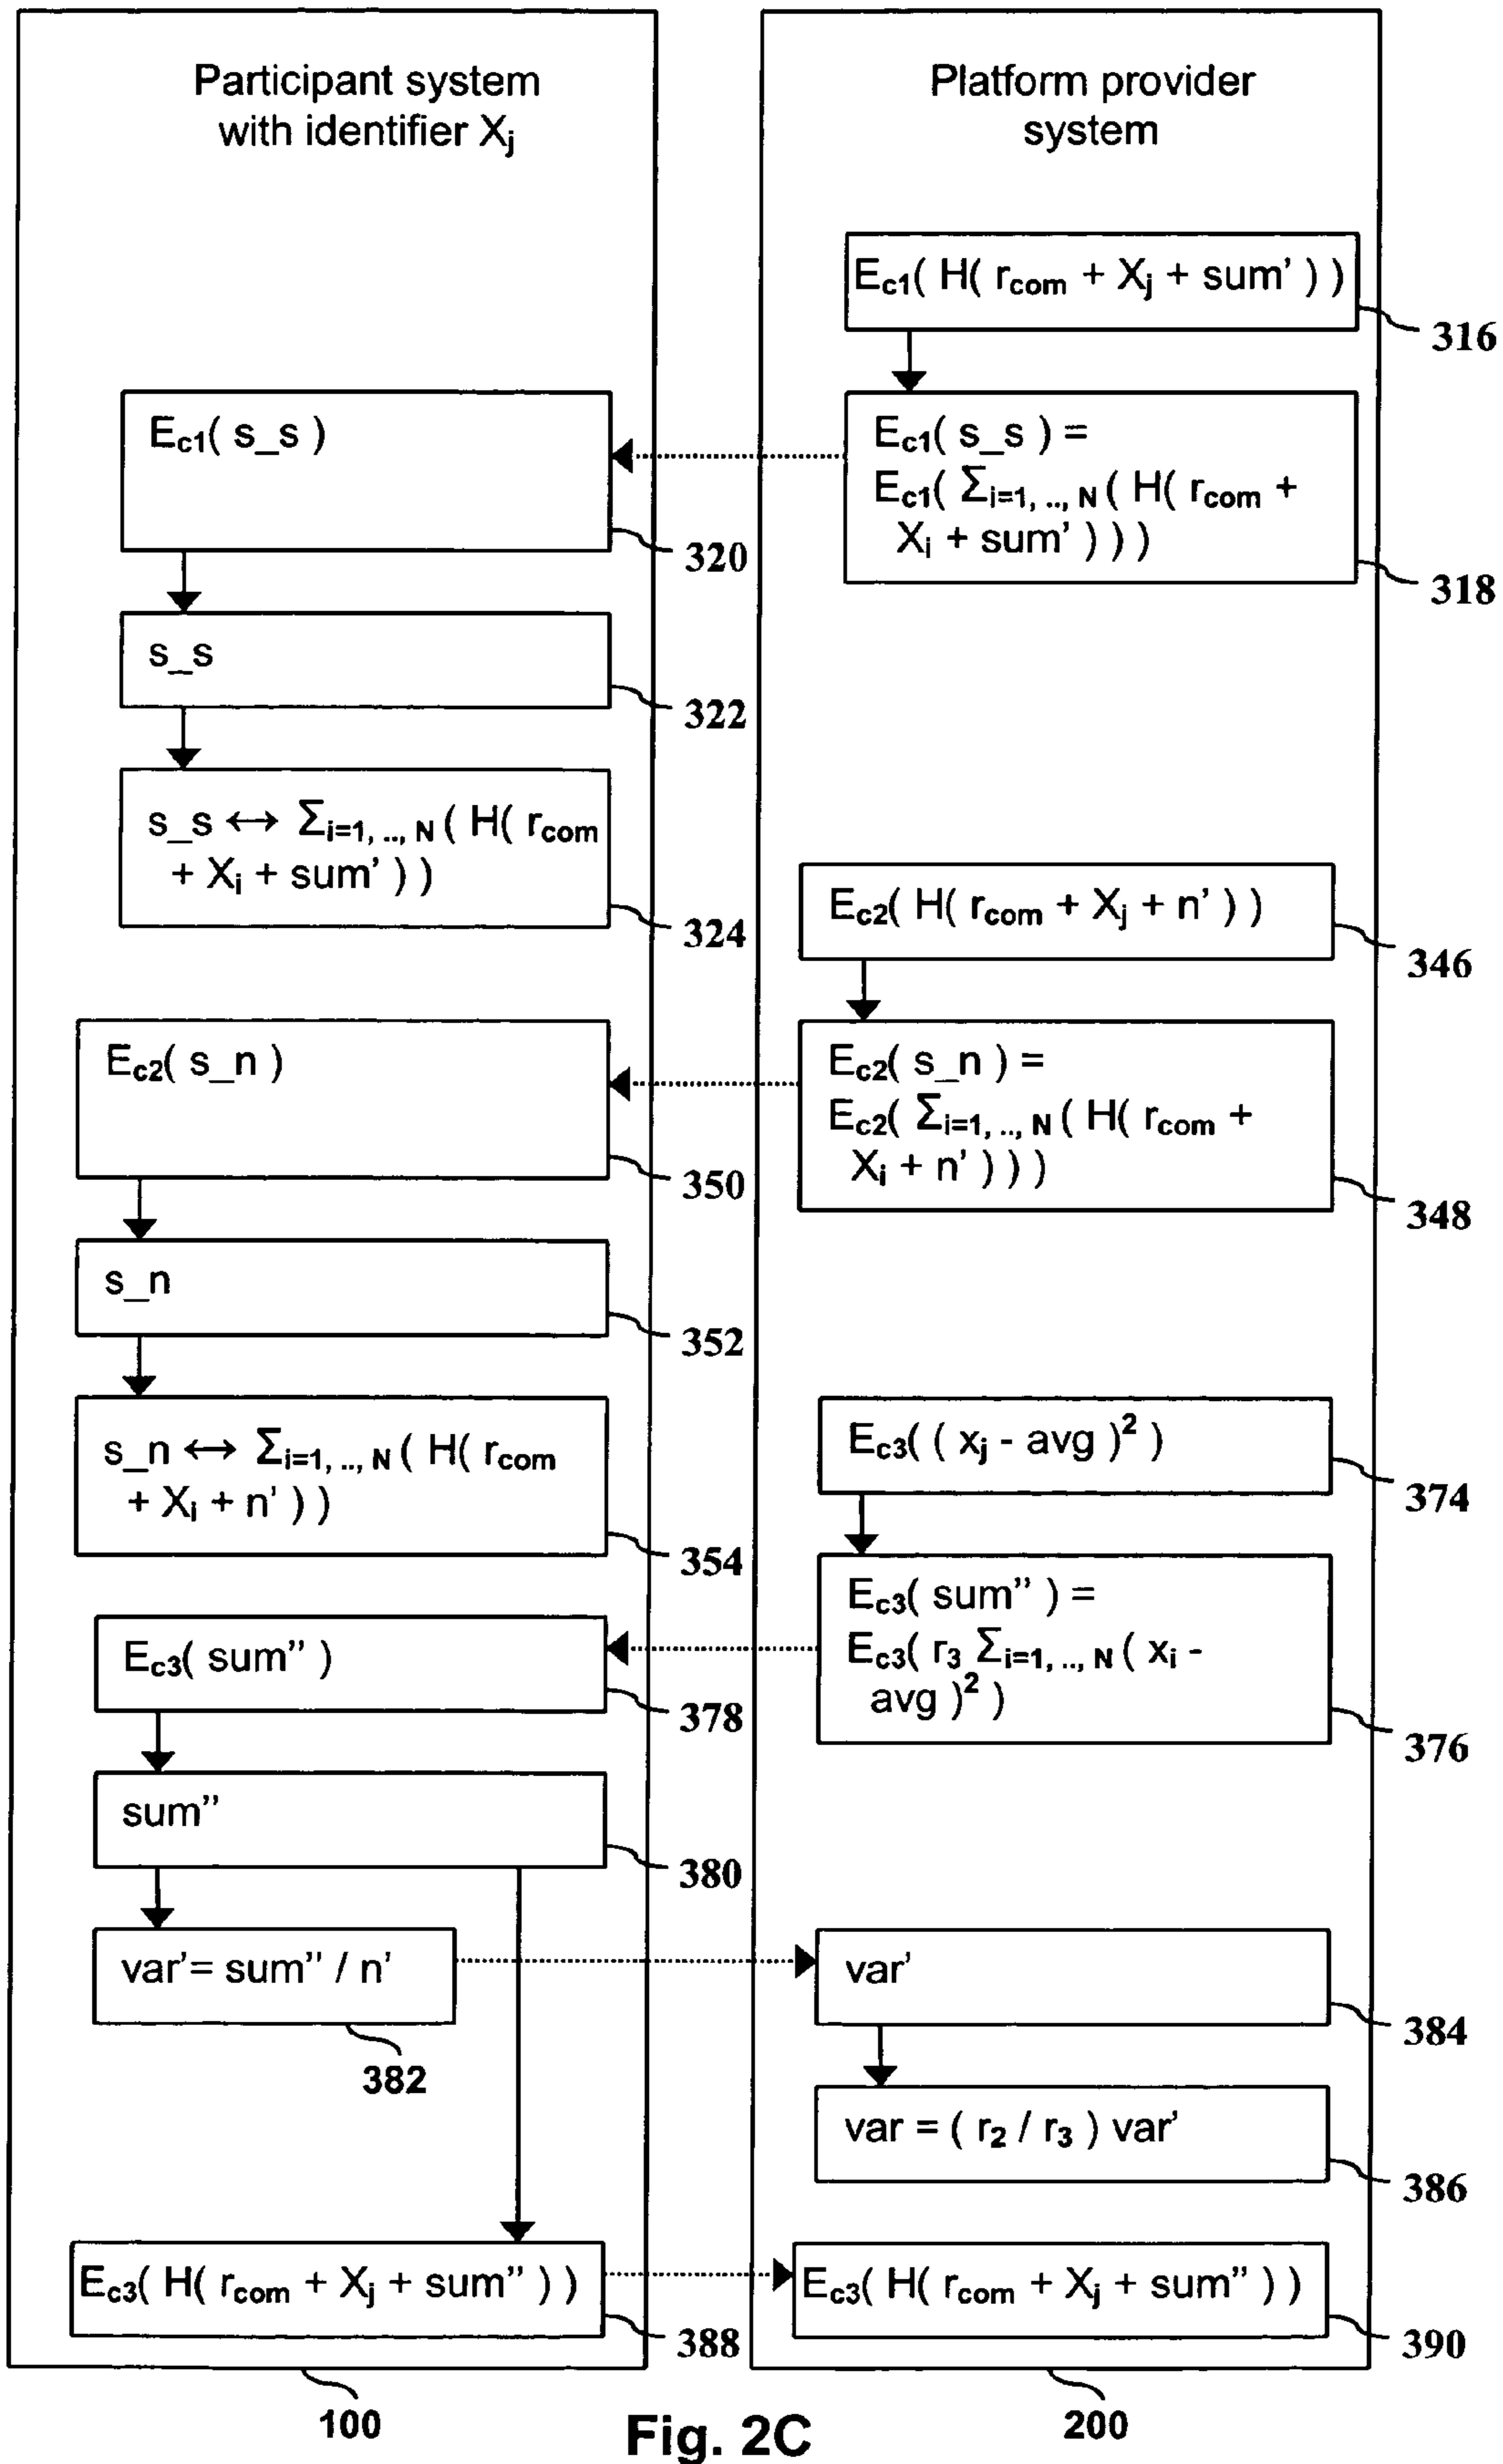 Participant system
with identifier Xj
Platform provider
system
Ec1( H( rcom + Xj + sum' ) )
316
Ec1( s_s )
320
Ec1( s_s ) =
Ec1( Σi=1, .., N ( H( rcom +
Xi + sum' ) ) )
318
s_s
322
s_s ↔ Σi=1, .., N ( H( rcom
+ Xi + sum' ) )
324
Ec2( H( rcom + Xj + n' ) )
346
Ec2( s_n )
350
Ec2( s_n ) =
Ec2( Σi=1, .., N ( H( rcom +
Xi + n' ) ) )
348
s_n
352
s_n ↔ Σi=1, .., N ( H( rcom
+ Xi + n' ) )
354
Ec3( ( xj - avg )² )
374
Ec3( sum" )
378
Ec3( sum" ) =
Ec3( r3 Σi=1, .., N ( xi -
avg )² )
376
sum"
380
var'= sum" / n'
382
var'
384
var = ( r2 / r3 ) var'
386
Ec3( H( rcom + Xj + sum" ) )
388
Ec3( H( rcom + Xj + sum" ) )
390
100
200
Fig. 2C